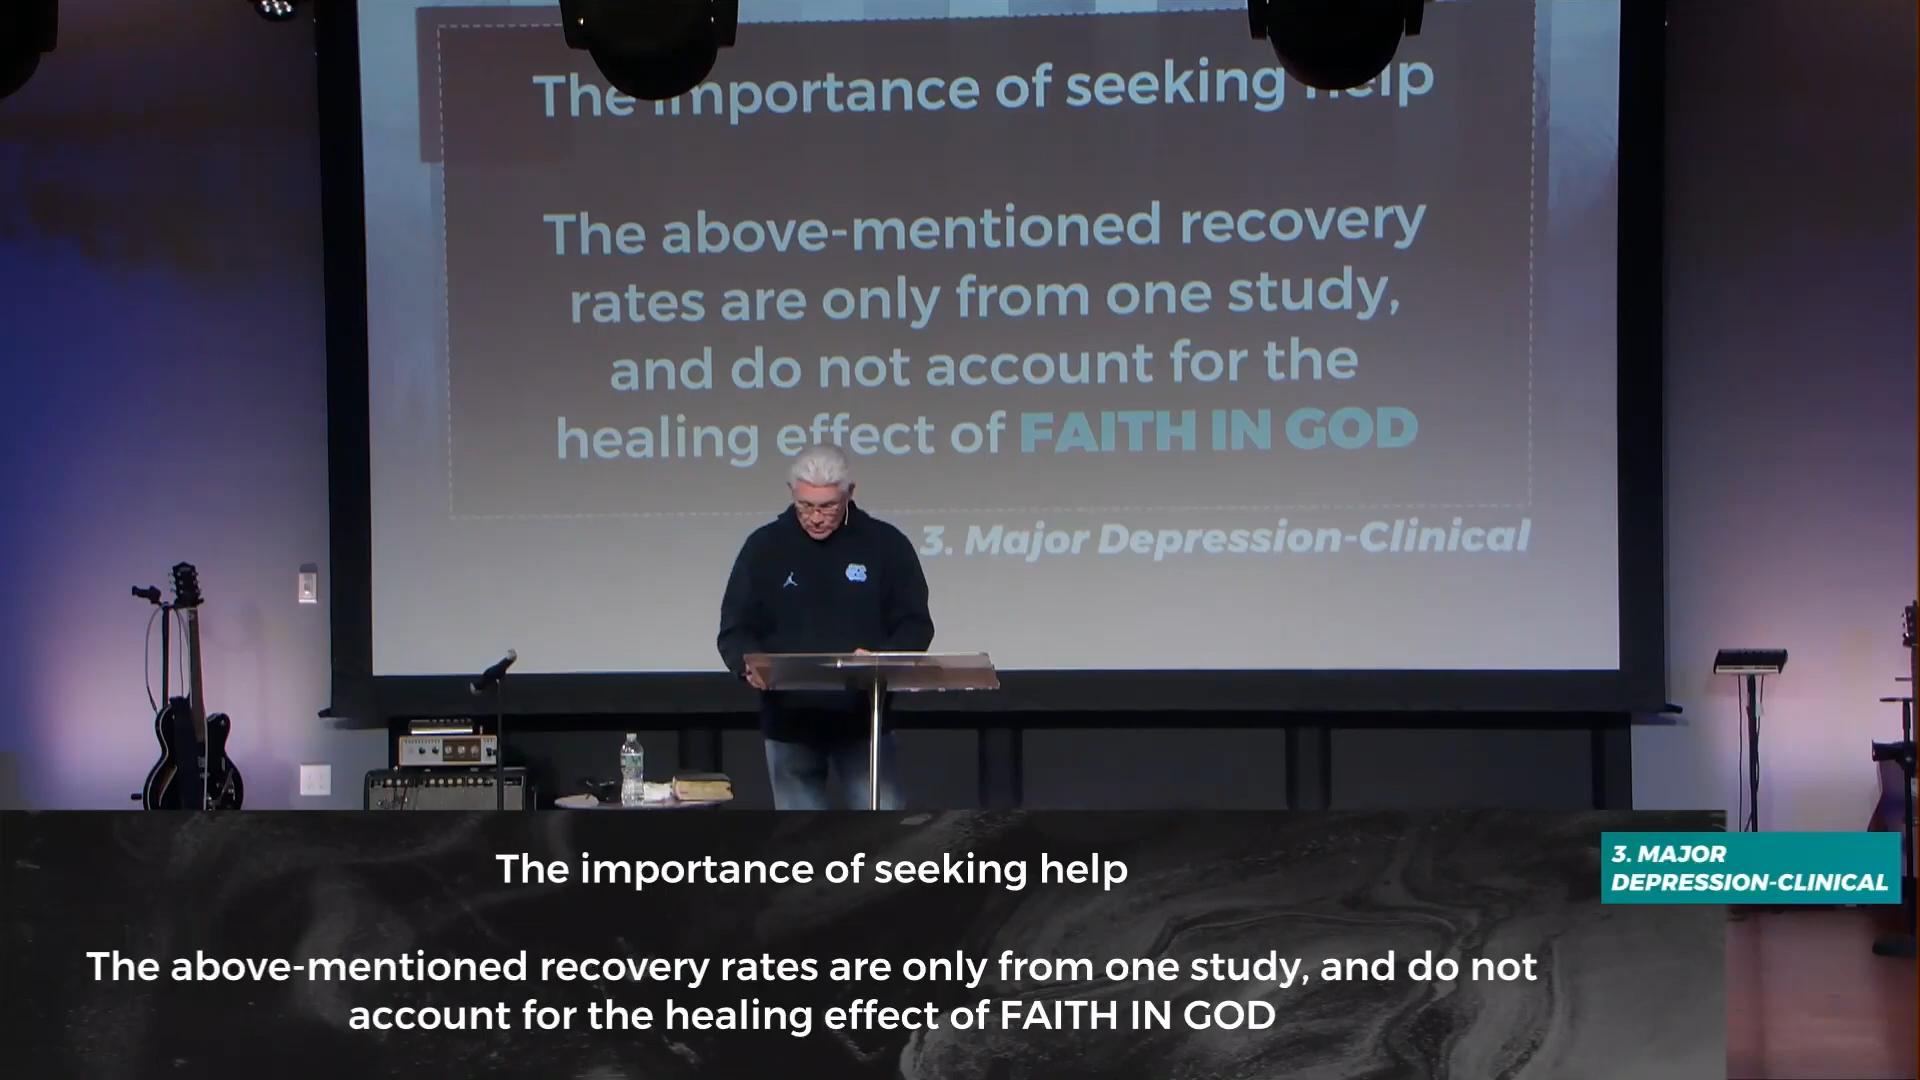 The importance of seeking help
The above-mentioned recovery
rates are only from one study,
and do not account for the
healing effect of FAITH IN GOD
3. Major Depression-Clinical
The importance of seeking help
The above-mentioned recovery rates are only from one study, and do not
account for the healing effect of FAITH IN GOD
3. MAJOR
DEPRESSION-CLINICAL